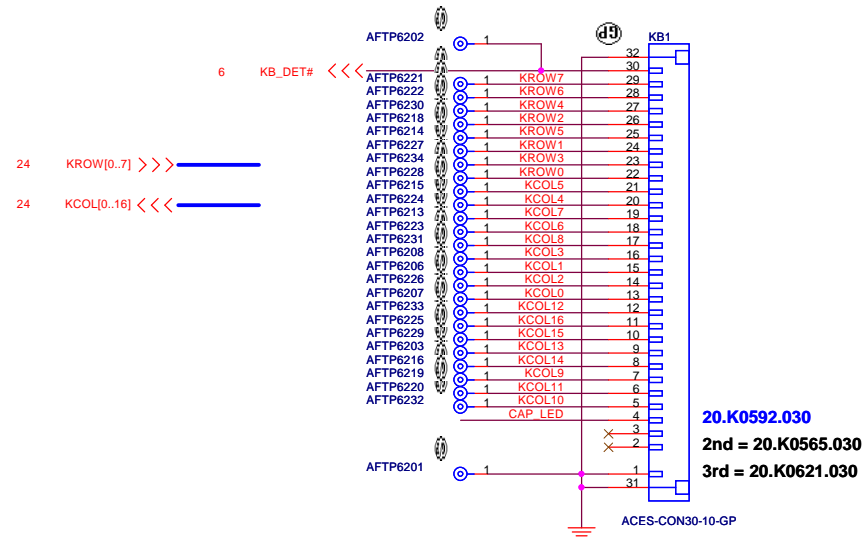 GP
KB1
AFTP6202 1
32
6 KB_DET# 30
AFTP6221 1 KROW7 29
AFTP6222 1 KROW6 28
AFTP6230 1 KROW4 27
AFTP6218 1 KROW2 26
AFTP6214 1 KROW5 25
AFTP6227 1 KROW1 24
24 KROW[0..7]
AFTP6234 1 KROW3 23
AFTP6228 1 KROW0 22
AFTP6215 1 KCOL5 21
24 KCOL[0..16]
AFTP6224 1 KCOL4 20
AFTP6213 1 KCOL7 19
AFTP6223 1 KCOL6 18
AFTP6231 1 KCOL8 17
AFTP6208 1 KCOL3 16
AFTP6206 1 KCOL1 15
AFTP6226 1 KCOL2 14
AFTP6207 1 KCOL0 13
AFTP6233 1 KCOL12 12
AFTP6225 1 KCOL16 11
AFTP6229 1 KCOL15 10
AFTP6203 1 KCOL13 9
AFTP6216 1 KCOL14 8
AFTP6219 1 KCOL9 7
AFTP6220 1 KCOL11 6
AFTP6232 1 KCOL10 5
CAP_LED 4
20.K0592.030
3
2
2nd = 20.K0565.030
AFTP6201 1 1
3rd = 20.K0621.030
31
ACES-CON30-10-GP